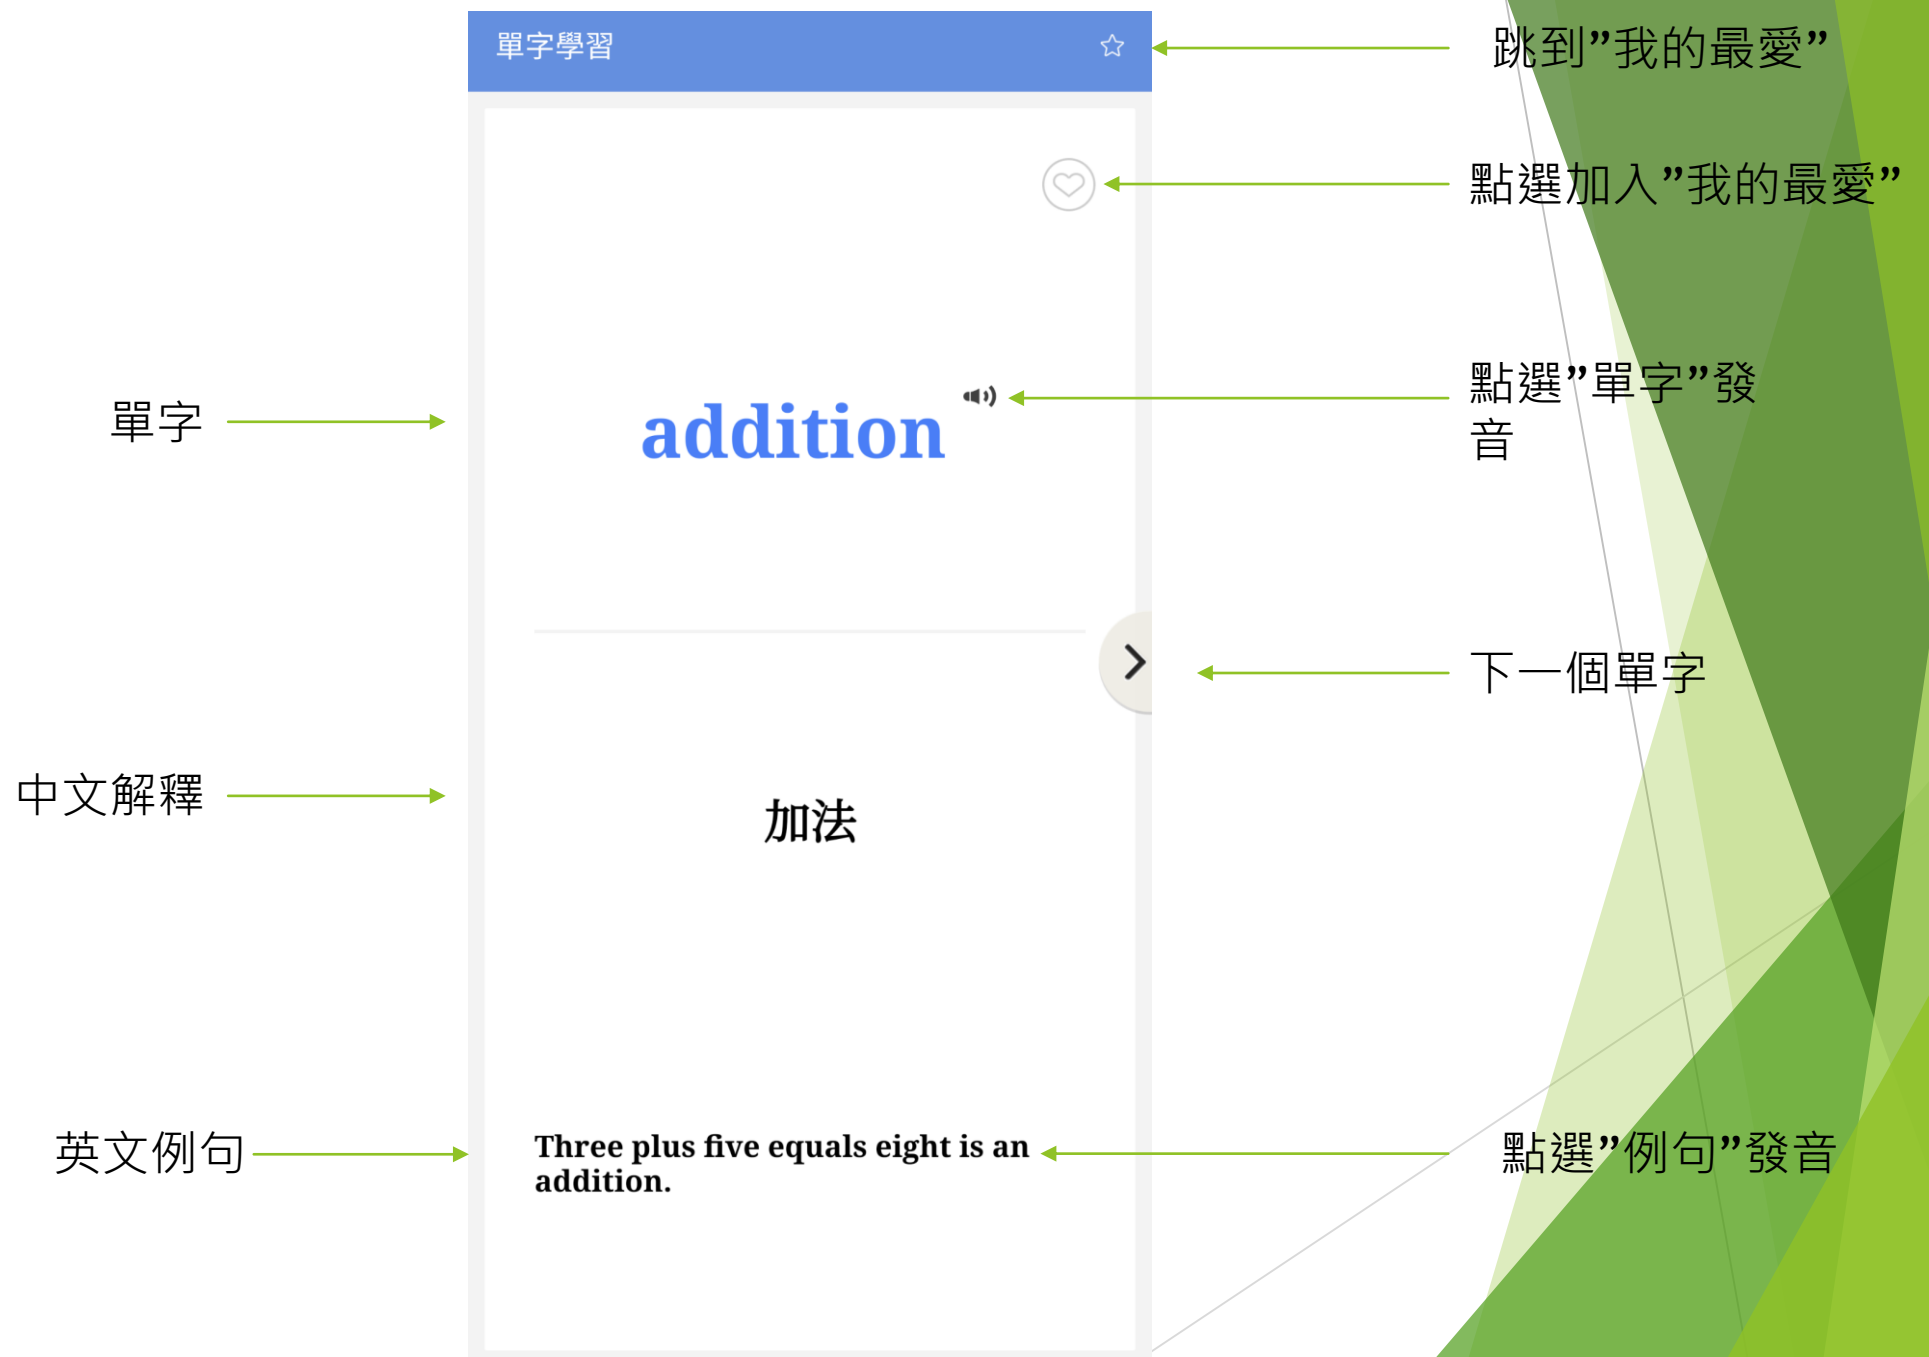 單字學習
跳到”我的最愛”
點選加入”我的最愛”
單字
addition
點選”單字”發
音
下一個單字
中文解釋
加法
英文例句
Three plus five equals eight is an
addition.
點選”例句”發音